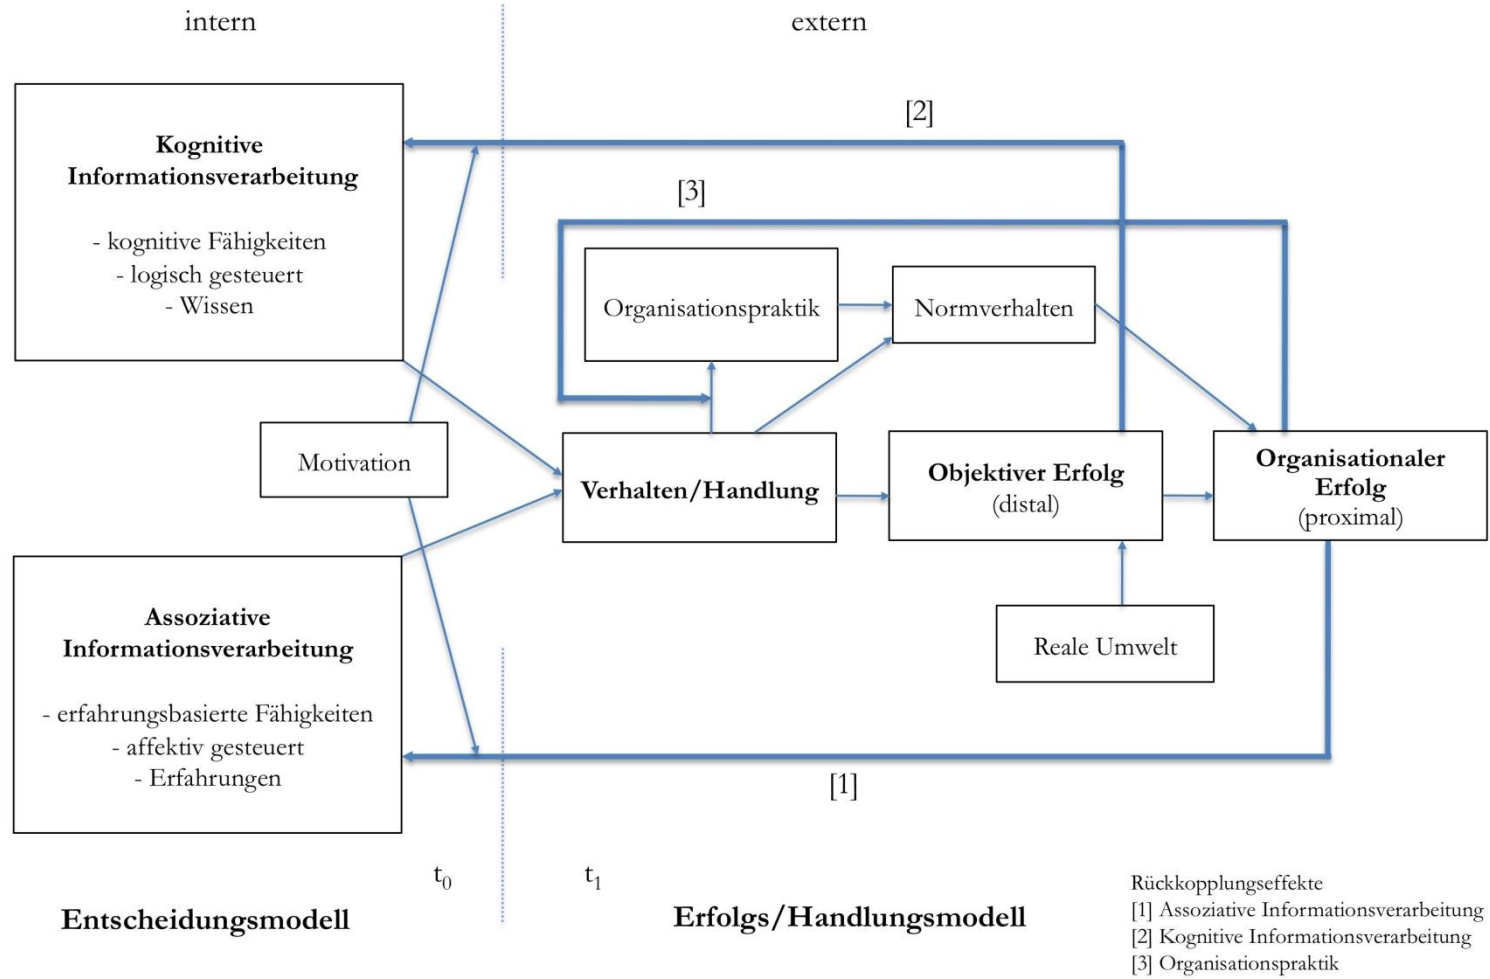 intern
extern
Kognitive
Informationsverarbeitung
- kognitive Fähigkeiten
- logisch gesteuert
- Wissen
[2]
[3]
Organisationspraktik
Normverhalten
Motivation
Verhalten/Handlung
Objektiver Erfolg
(distal)
Organisationaler
Erfolg
(proximal)
Assoziative
Informationsverarbeitung
- erfahrungsbasierte Fähigkeiten
- affektiv gesteuert
- Erfahrungen
Reale Umwelt
[1]
t0
t1
Entscheidungsmodell
Erfolgs/Handlungsmodell
Rückkopplungseffekte
[1] Assoziative Informationsverarbeitung
[2] Kognitive Informationsverarbeitung
[3] Organisationspraktik